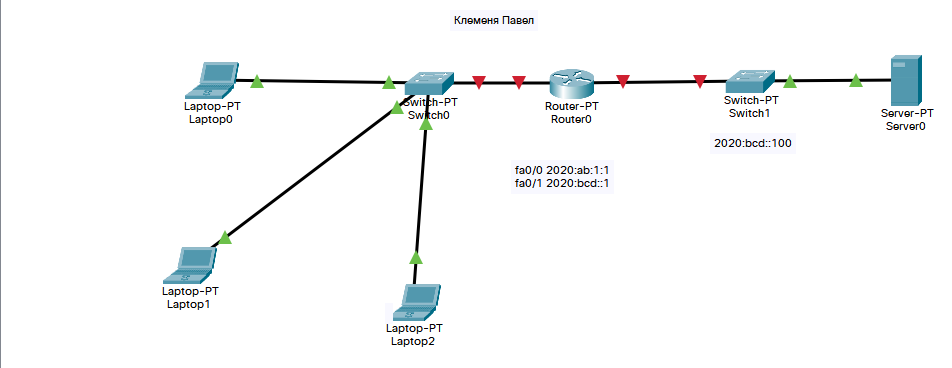 Клеменя Павел
Laptop-PT
Laptop0
Switch-PT
Switch0
Router-PT
Router0
Switch-PT
Switch1
Server-PT
Server0
2020:bcd::100
fa0/0 2020:ab:1:1
fa0/1 2020:bcd::1
Laptop-PT
Laptop1
Laptop-PT
Laptop2